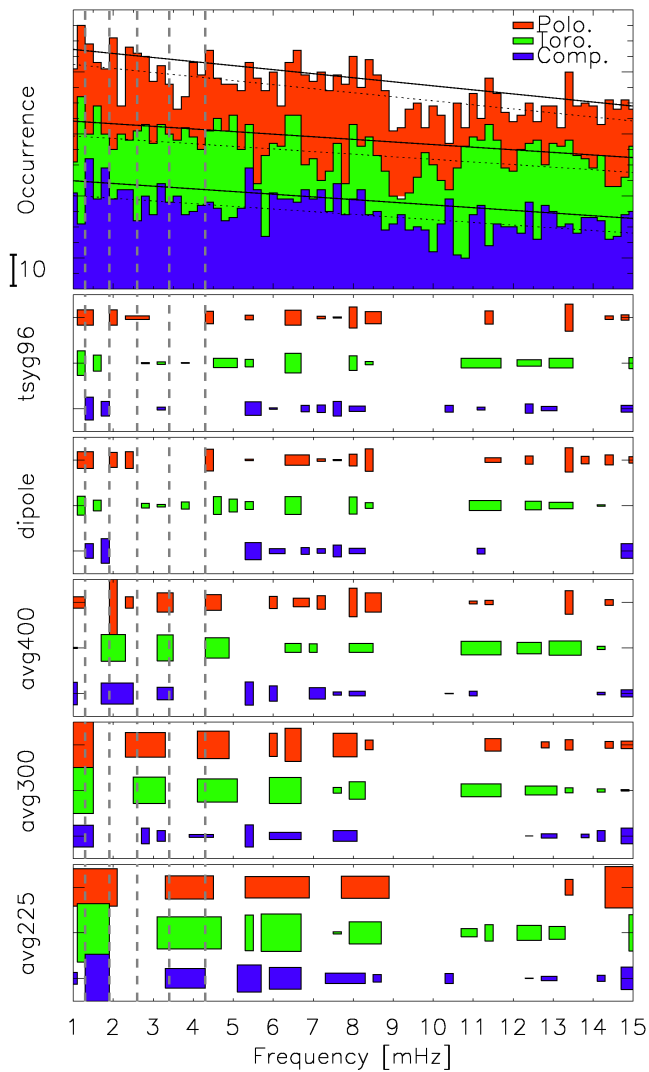 Polo.
Toro.
Comp.
Occurrence
10
tsyg96
dipole
avg400
avg300
avg225
1 2 3 4 5 6 7 8 9 10 11 12 13 14 15
Frequency [mHz]